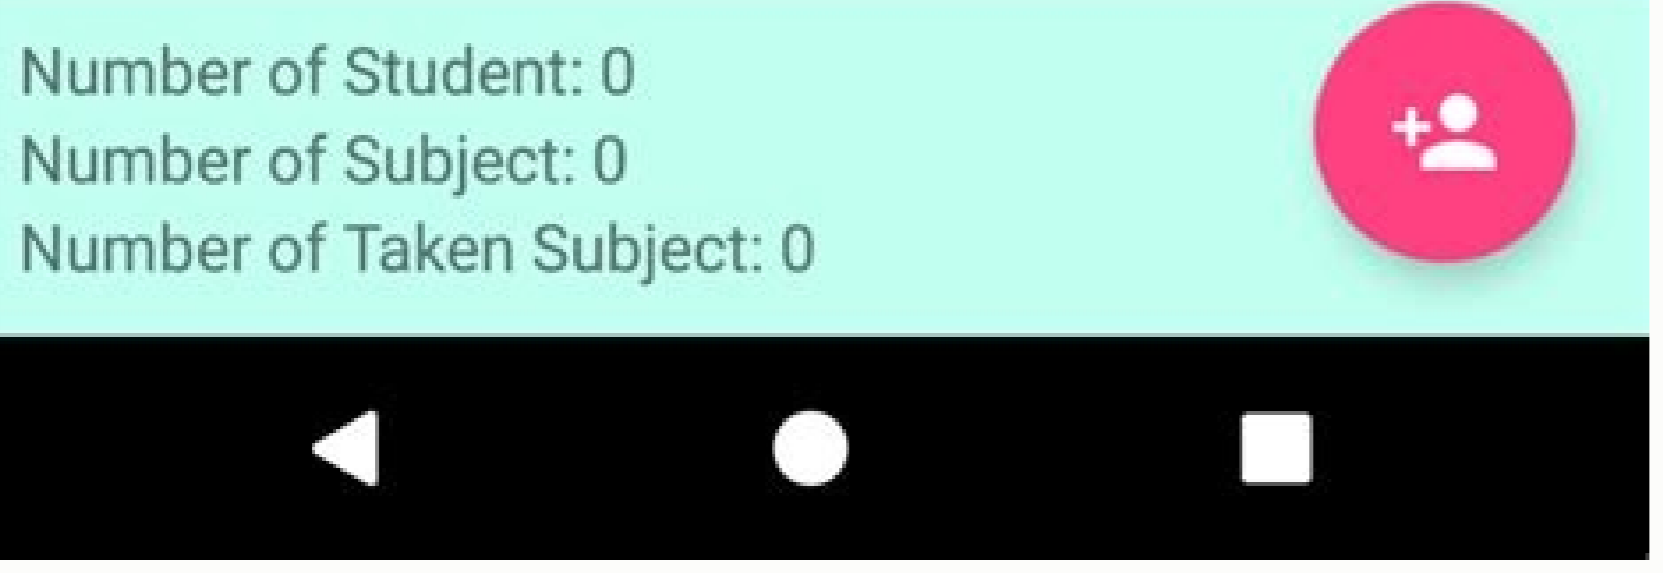 Number of Student: 0
Number of Subject: 0
Number of Taken Subject: 0